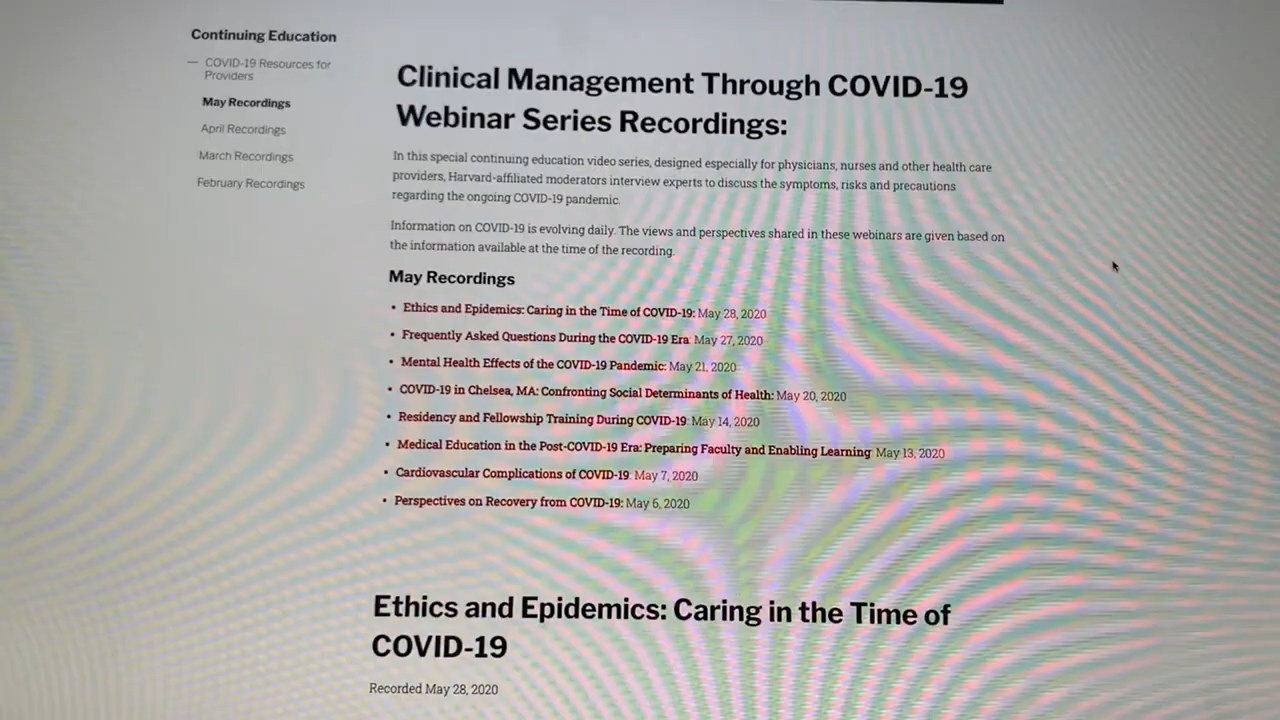 Continuing Education
— COVID-19 Resources for
Providers
May Recordings
April Recordings
March Recordings
February Recordings
Clinical Management Through COVID-19
Webinar Series Recordings:
In this special continuing education video series, designed especially for physicians, nurses and other health care
providers, Harvard-affiliated moderators interview experts to discuss the symptoms, risks and precautions
regarding the ongoing COVID-19 pandemic.
Information on COVID-19 is evolving daily. The views and perspectives shared in these webinars are given based on
the information available at the time of the recording.
May Recordings
• Ethics and Epidemics: Caring in the Time of COVID-19: May 28, 2020
• Frequently Asked Questions During the COVID-19 Era: May 27, 2020
• Mental Health Effects of the COVID-19 Pandemic: May 21, 2020
• COVID-19 in Chelsea, MA: Confronting Social Determinants of Health: May 20, 2020
• Residency and Fellowship Training During COVID-19: May 14, 2020
• Medical Education in the Post-COVID-19 Era: Preparing Faculty and Enabling Learning: May 13, 2020
• Cardiovascular Complications of COVID-19: May 7, 2020
• Perspectives on Recovery from COVID-19: May 6, 2020
Ethics and Epidemics: Caring in the Time of
COVID-19
Recorded May 28, 2020